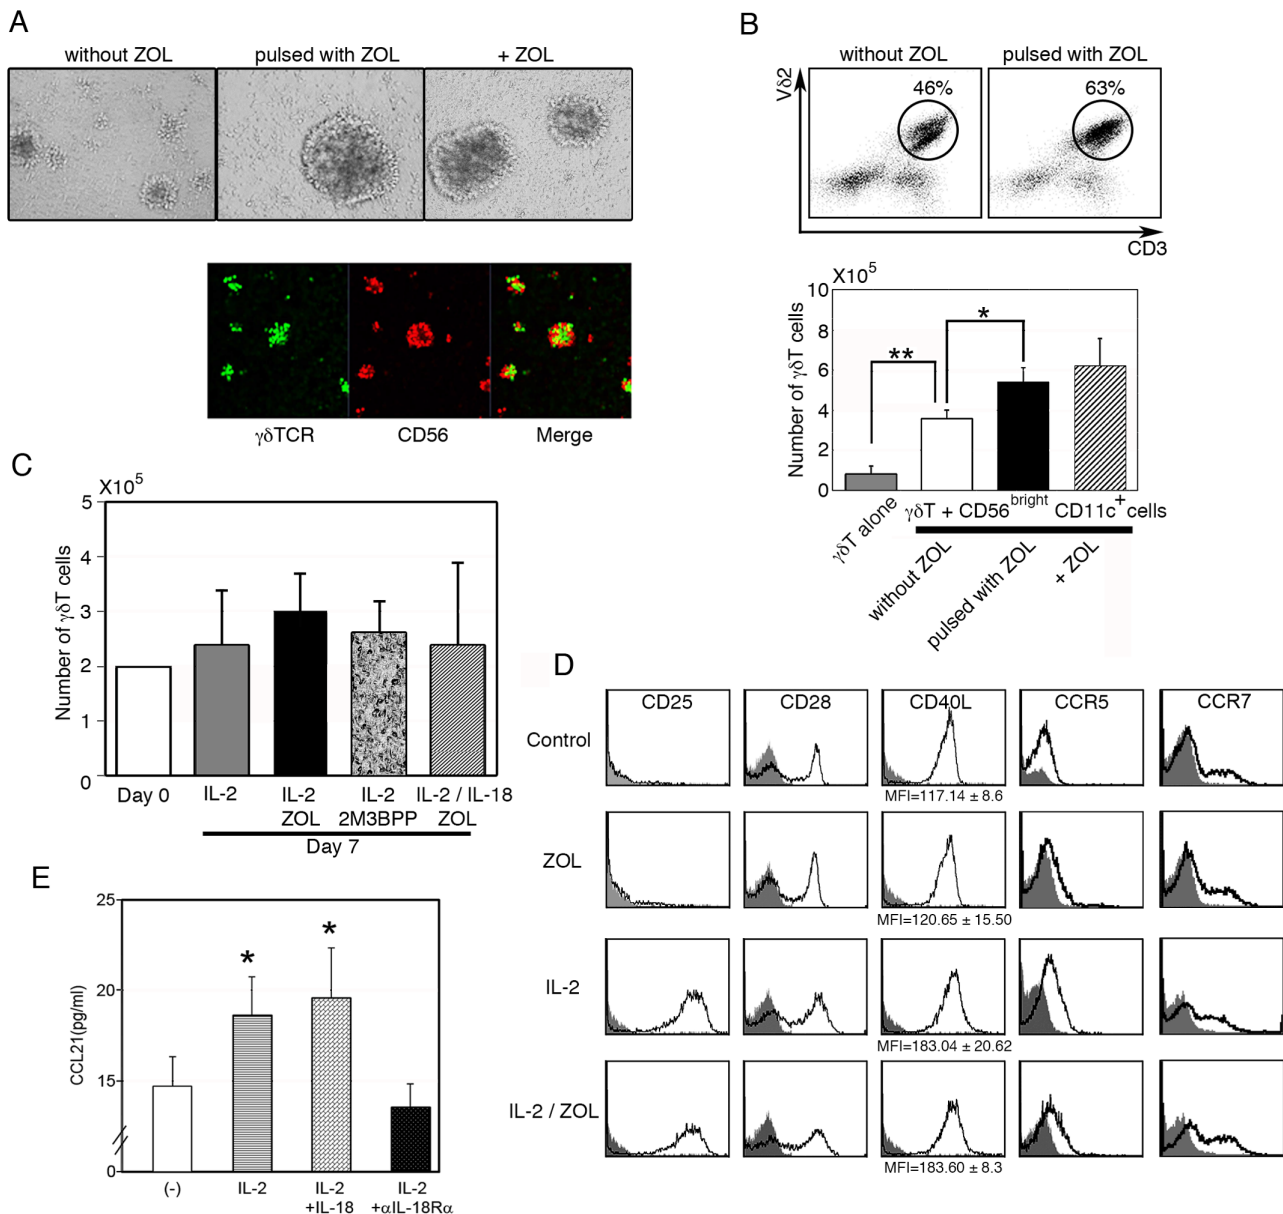 A
without ZOL
pulsed with ZOL
+ ZOL
γδTCR
CD56
Merge
B
without ZOL
pulsed with ZOL
Vδ2
46%
63%
CD3
X10⁵
Number of γδT cells
10
8
6
4
2
0
**
*
γδT alone
γδT + CD56bright CD11c⁺ cells
without ZOL
pulsed with ZOL
+ ZOL
C
X10⁵
Number of γδT cells
5
4
3
2
1
0
Day 0
IL-2
IL-2 ZOL
IL-2 2M3BPP
IL-2 / IL-18 ZOL
Day 7
D
CD25
CD28
CD40L
CCR5
CCR7
Control
MFI=117.14 ± 8.6
ZOL
MFI=120.65 ± 15.50
IL-2
MFI=183.04 ± 20.62
IL-2 / ZOL
MFI=183.60 ± 8.3
E
CCL21(pg/ml)
25
20
15
0
*
*
(-)
IL-2
IL-2 +IL-18
IL-2 +αIL-18Rα